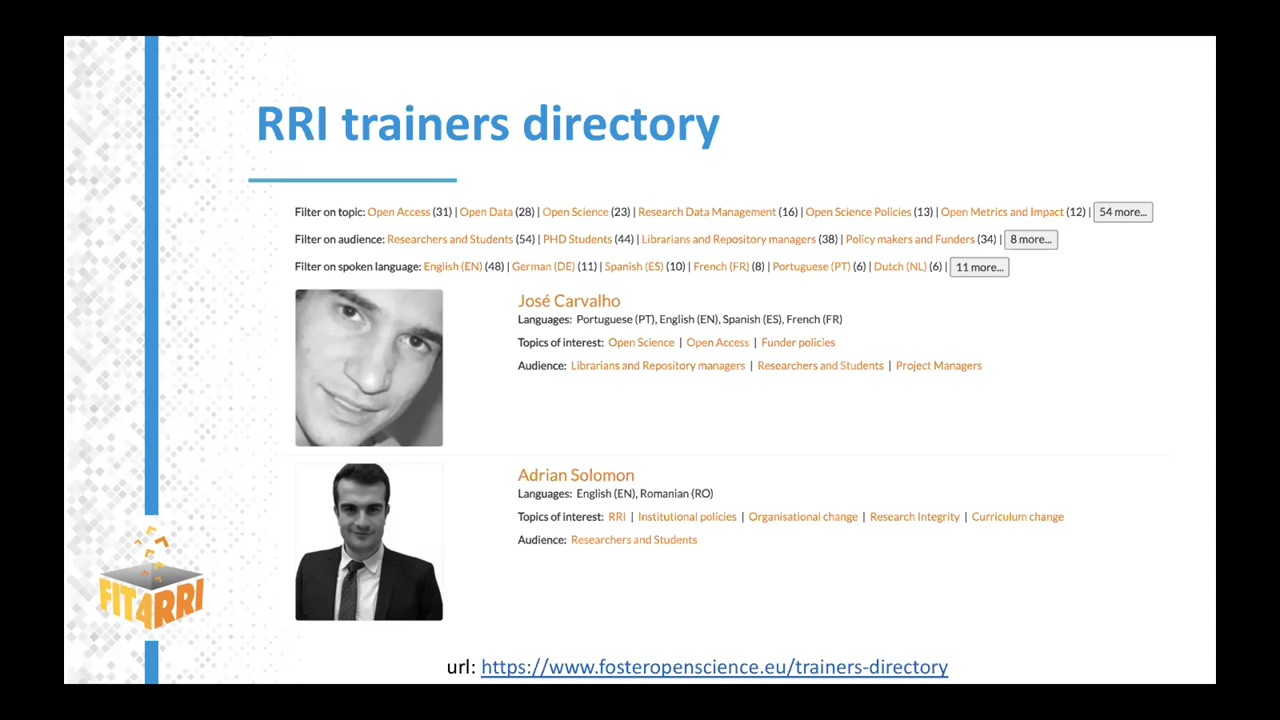 RRI trainers directory
Filter on topic: Open Access (31) | Open Data (28) | Open Science (23) | Research Data Management (16) | Open Science Policies (13) | Open Metrics and Impact (12) | 54 more...
Filter on audience: Researchers and Students (54) | PHD Students (44) | Librarians and Repository managers (38) | Policy makers and Funders (34) | 8 more...
Filter on spoken language: English (EN) (48) | German (DE) (11) | Spanish (ES) (10) | French (FR) (8) | Portuguese (PT) (6) | Dutch (NL) (6) | 11 more...
José Carvalho
Languages: Portuguese (PT), English (EN), Spanish (ES), French (FR)
Topics of interest: Open Science | Open Access | Funder policies
Audience: Librarians and Repository managers | Researchers and Students | Project Managers
Adrian Solomon
Languages: English (EN), Romanian (RO)
Topics of interest: RRI | Institutional policies | Organisational change | Research Integrity | Curriculum change
Audience: Researchers and Students
FIT4RRI
url: https://www.fosteropenscience.eu/trainers-directory